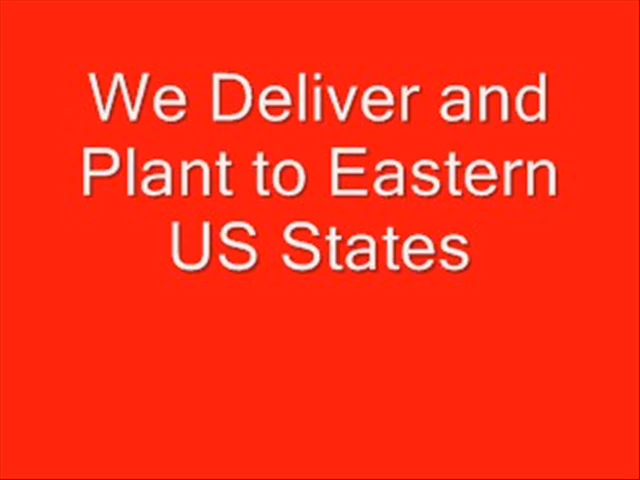 We Deliver and
Plant to Eastern
US States